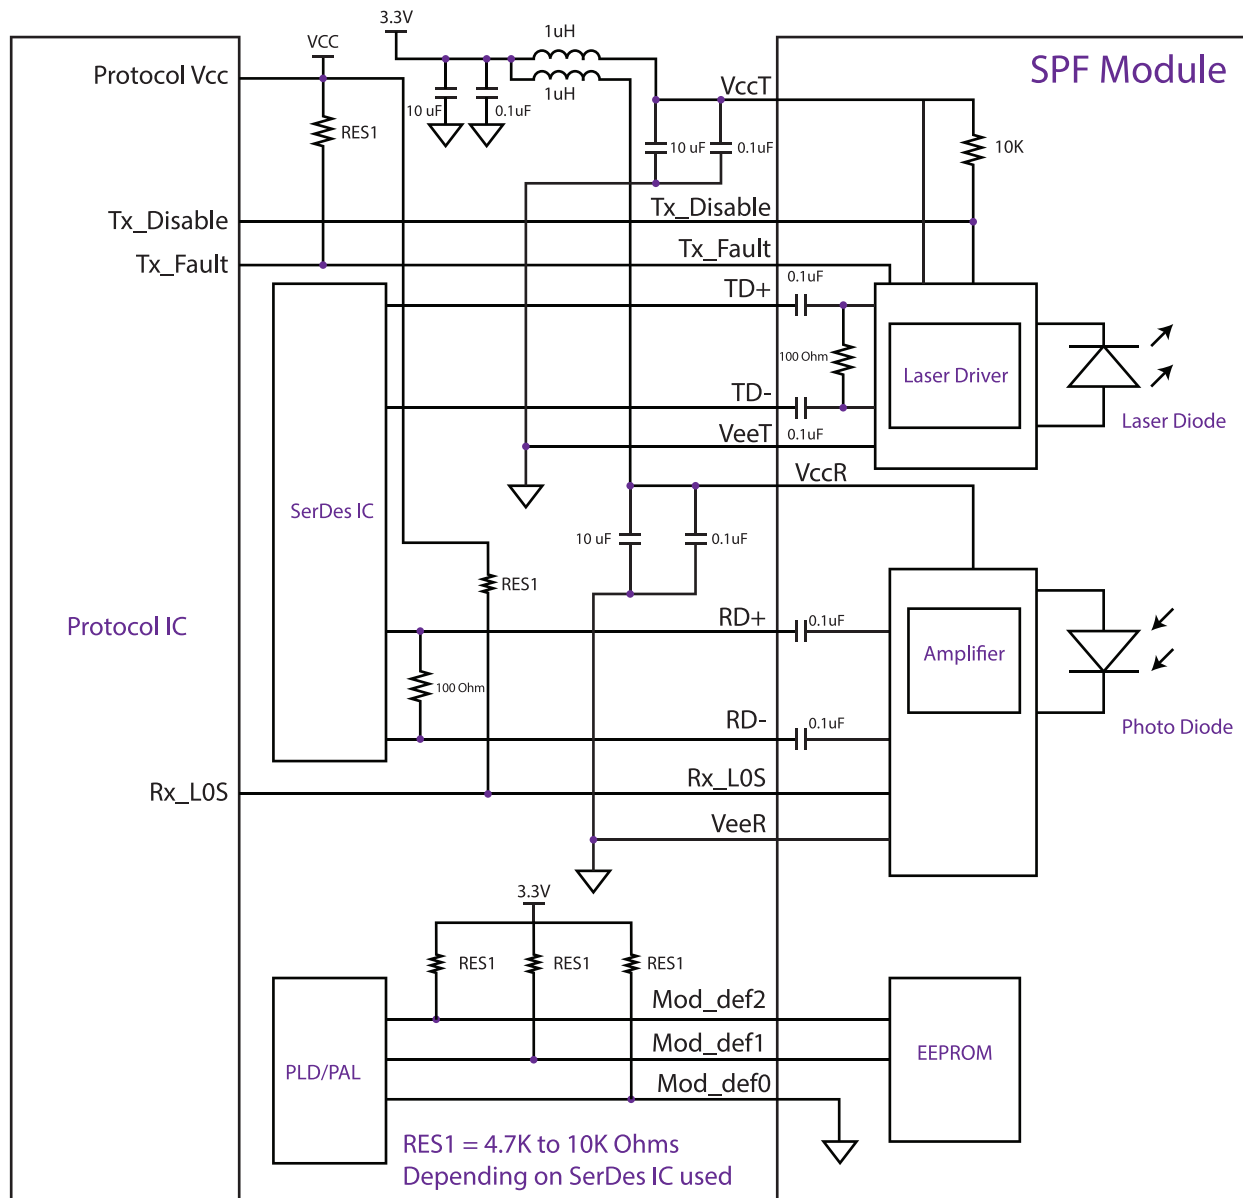 3.3V
1uH
VCC
SPF Module
Protocol Vcc
1uH
VccT
10 uF
0.1uF
RES1
10 uF
0.1uF
10K
Tx_Disable
Tx_Disable
Tx_Fault
Tx_Fault
0.1uF
TD+
100 Ohm
Laser Driver
TD-
Laser Diode
VeeT
0.1uF
VccR
SerDes IC
10 uF
0.1uF
RES1
Protocol IC
RD+
0.1uF
Amplifier
100 Ohm
RD-
0.1uF
Photo Diode
Rx_L0S
Rx_L0S
VeeR
3.3V
RES1
RES1
RES1
Mod_def2
Mod_def1
EEPROM
PLD/PAL
Mod_def0
RES1 = 4.7K to 10K Ohms
Depending on SerDes IC used